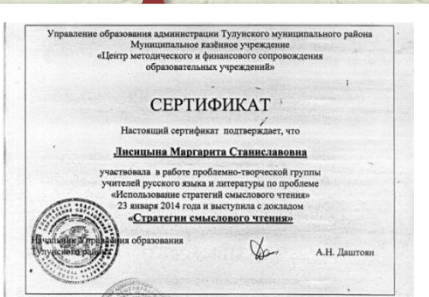 Управление образования администрации Тулунского муниципального района
Муниципальное казённое учреждение
«Центр методического и финансового сопровождения
образовательных учреждений»
СЕРТИФИКАТ
Настоящий сертификат подтверждает, что
Лисицына Маргарита Станиславовна
участвовала в работе проблемно-творческой группы
учителей русского языка и литературы по проблеме
«Использование стратегий смыслового чтения»
23 января 2014 года и выступила с докладом
«Стратегии смыслового чтения»
Начальник Управления образования
Тулунского района
А.Н. Даштоян